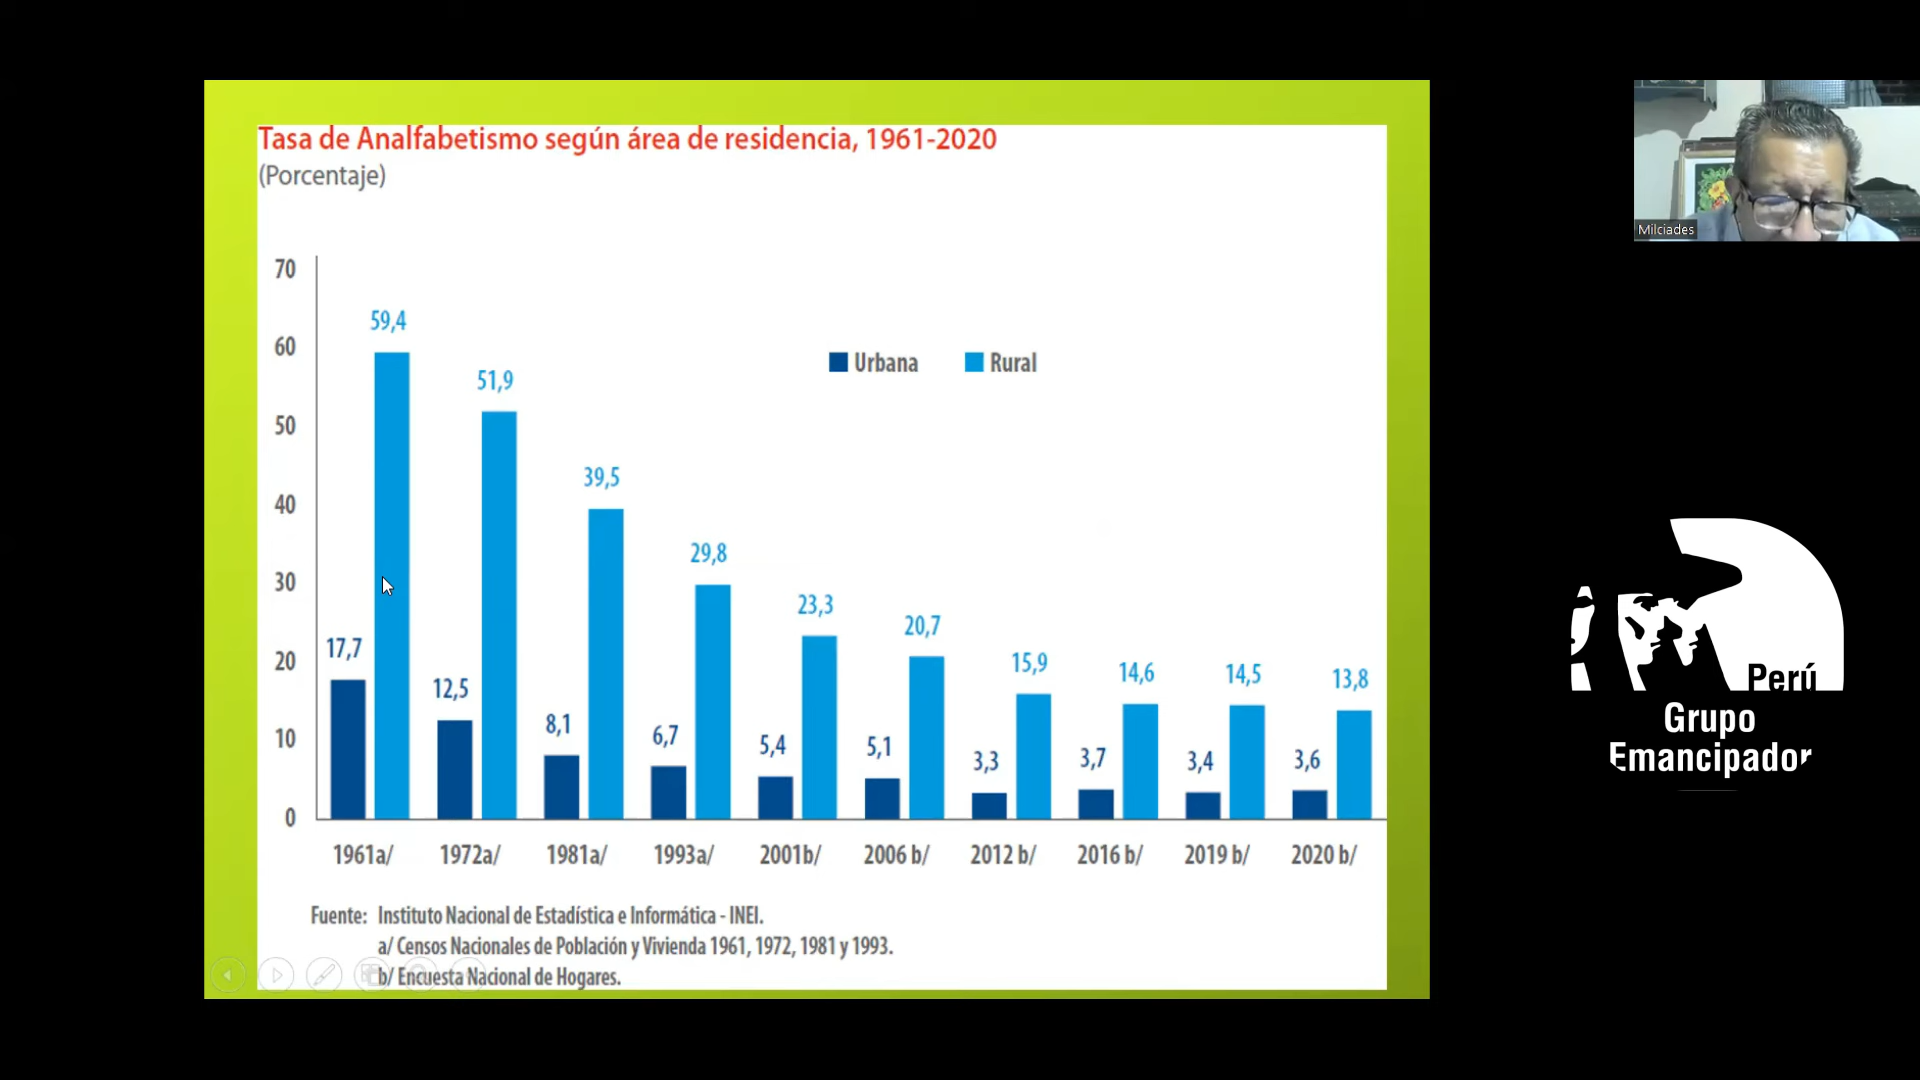 Tasa de Analfabetismo según área de residencia, 1961-2020
(Porcentaje)
70
60
50
40
30
20
10
0
Urbana Rural
59,4
51,9
39,5
29,8
23,3
20,7
15,9
14,6
14,5
13,8
17,7
12,5
8,1
6,7
5,4
5,1
3,3
3,7
3,4
3,6
1961a/ 1972a/ 1981a/ 1993a/ 2001b/ 2006 b/ 2012 b/ 2016 b/ 2019 b/ 2020 b/
Fuente: Instituto Nacional de Estadística e Informática - INEI.
a/ Censos Nacionales de Población y Vivienda 1961, 1972, 1981 y 1993.
b/ Encuesta Nacional de Hogares.
Milciades
Perú
Grupo
Emancipador